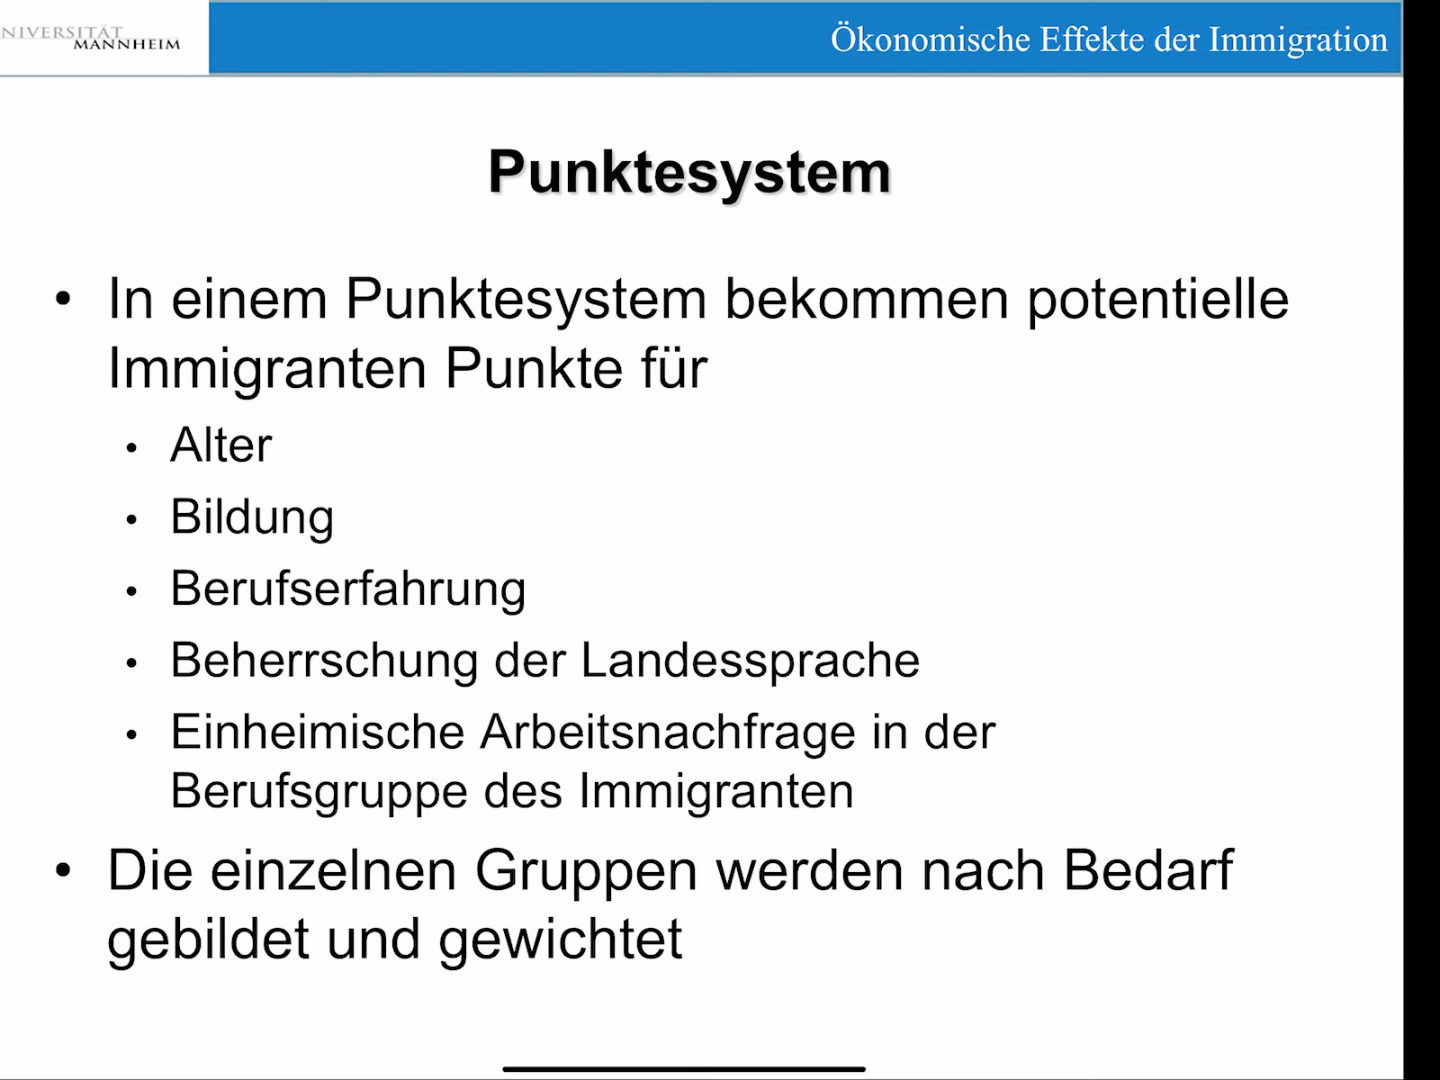 NIVERSITÄT
MANNHEIM
Ökonomische Effekte der Immigration
Punktesystem
• In einem Punktesystem bekommen potentielle
Immigranten Punkte für
• Alter
• Bildung
• Berufserfahrung
• Beherrschung der Landessprache
• Einheimische Arbeitsnachfrage in der
Berufsgruppe des Immigranten
• Die einzelnen Gruppen werden nach Bedarf
gebildet und gewichtet